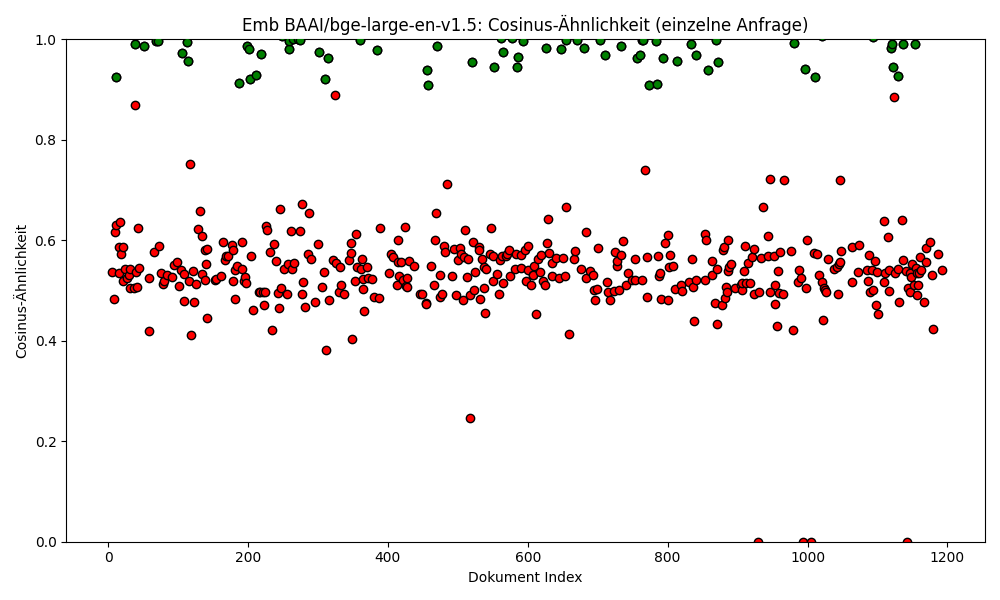 Emb BAAI/bge-large-en-v1.5: Cosinus-Ähnlichkeit (einzelne Anfrage)
Cosinus-Ähnlichkeit
1.0
0.8
0.6
0.4
0.2
0.0
0 200 400 600 800 1000 1200
Dokument Index